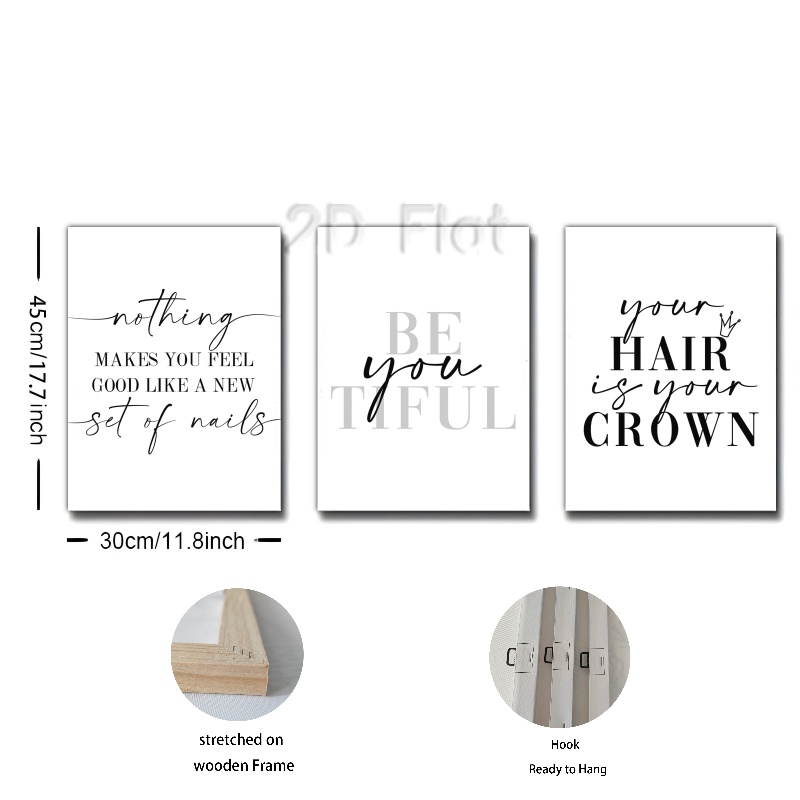 2D Flat
45cm/17.7inch
nothing
MAKES YOU FEEL
GOOD LIKE A NEW
set of nails
BE
you
TIFUL
your
HAIR
is your
CROWN
30cm/11.8inch
stretched on
wooden Frame
Hook
Ready to Hang